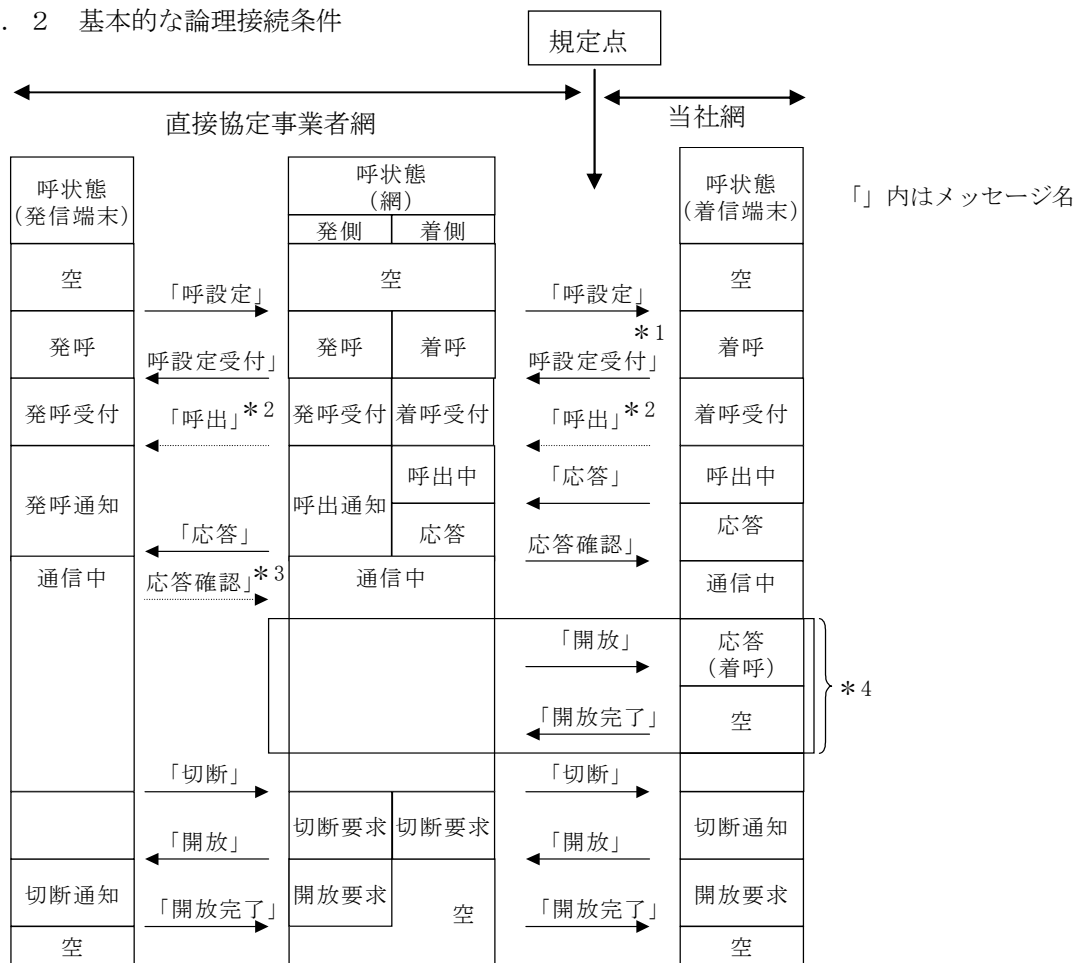 ．２　基本的な論理接続条件
規定点
直接協定事業者網
当社網
呼状態
(発信端末)
呼状態
(網)
発側
着側
呼状態
(着信端末)
「」内はメッセージ名
空
「呼設定」
空
「呼設定」
空
＊1
発呼
呼設定受付」
発呼
着呼
呼設定受付」
着呼
発呼受付
「呼出」＊2
発呼受付
着呼受付
「呼出」＊2
着呼受付
発呼通知
呼出通知
呼出中
「応答」
呼出中
「応答」
応答
応答確認」
応答
通信中
応答確認」＊3
通信中
通信中
「開放」
応答
(着呼)
＊4
「開放完了」
空
「切断」
「切断」
切断要求
切断要求
切断通知
「開放」
「開放」
切断通知
「開放完了」
開放要求
空
「開放完了」
開放要求
空
空